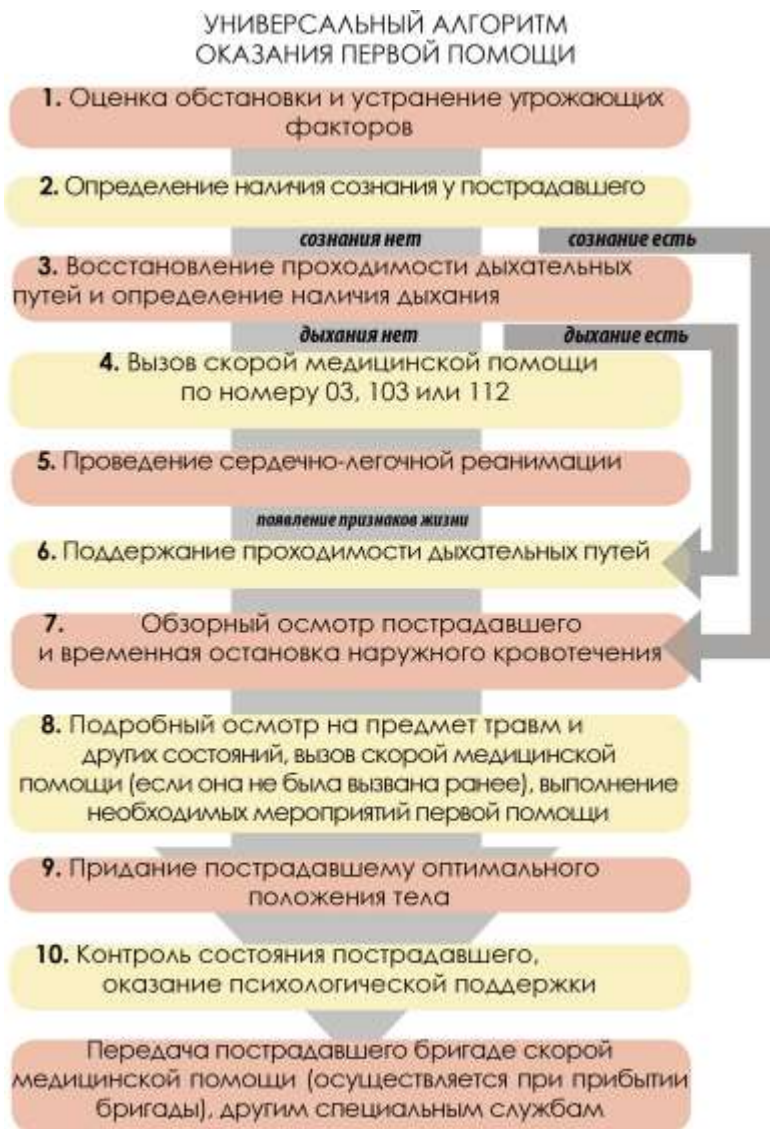 УНИВЕРСАЛЬНЫЙ АЛГОРИТМ
ОКАЗАНИЯ ПЕРВОЙ ПОМОЩИ
1. Оценка обстановки и устранение угрожающих
факторов
2. Определение наличия сознания у пострадавшего
сознания нет
сознание есть
3. Восстановление проходимости дыхательных
путей и определение наличия дыхания
дыхания нет
дыхание есть
4. Вызов скорой медицинской помощи
по номеру 03, 103 или 112
5. Проведение сердечно-легочной реанимации
появление признаков жизни
6. Поддержание проходимости дыхательных путей
7. Обзорный осмотр пострадавшего
и временная остановка наружного кровотечения
8. Подробный осмотр на предмет травм и
других состояний, вызов скорой медицинской
помощи (если она не была вызвана ранее), выполнение
необходимых мероприятий первой помощи
9. Придание пострадавшему оптимального
положения тела
10. Контроль состояния пострадавшего,
оказание психологической поддержки
Передача пострадавшего бригаде скорой
медицинской помощи (осуществляется при прибытии
бригады), другим специальным службам